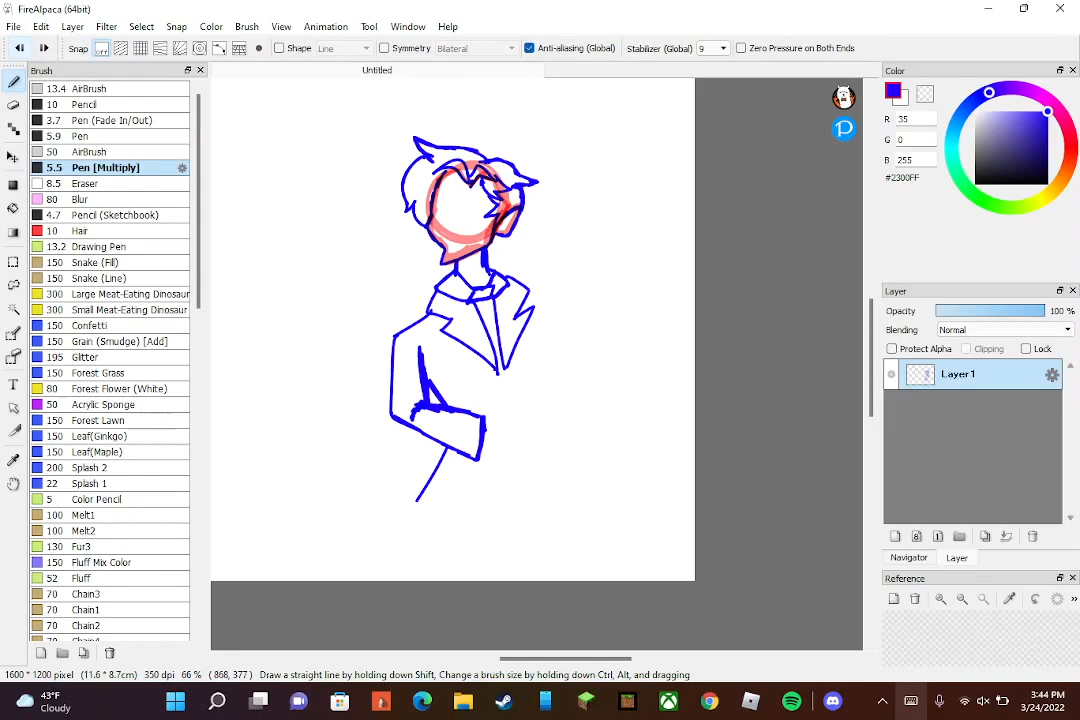 FireAlpaca (64bit)
File Edit Layer Filter Select Snap Color Brush View Animation Tool Window Help
Snap off Shape Line Symmetry Bilateral Anti-aliasing (Global) Stabilizer (Global) 9 Zero Pressure on Both Ends
Brush
Untitled
Color
13.4 AirBrush
10 Pencil
3.7 Pen (Fade In/Out)
5.9 Pen
50 AirBrush
5.5 Pen [Multiply]
8.5 Eraser
80 Blur
4.7 Pencil (Sketchbook)
10 Hair
13.2 Drawing Pen
150 Snake (Fill)
150 Snake (Line)
300 Large Meat-Eating Dinosaur
300 Small Meat-Eating Dinosaur
150 Confetti
150 Grain (Smudge) [Add]
195 Glitter
150 Forest Grass
80 Forest Flower (White)
50 Acrylic Sponge
150 Forest Lawn
150 Leaf(Ginkgo)
150 Leaf(Maple)
200 Splash 2
22 Splash 1
5 Color Pencil
100 Melt1
100 Melt2
130 Fur3
150 Fluff Mix Color
52 Fluff
70 Chain3
70 Chain1
70 Chain2
70 Chain4
R 35
G 0
B 255
#2300FF
Layer
Opacity 100 %
Blending Normal
Protect Alpha Clipping Lock
Layer1
Navigator Layer
Reference
1600 * 1200 pixel (11.6 * 8.7cm) 350 dpi 66 % ( 868, 377 ) Draw a straight line by holding down Shift, Change a brush size by holding down Ctrl, Alt, and dragging
43°F
Cloudy
3:44 PM
3/24/2022